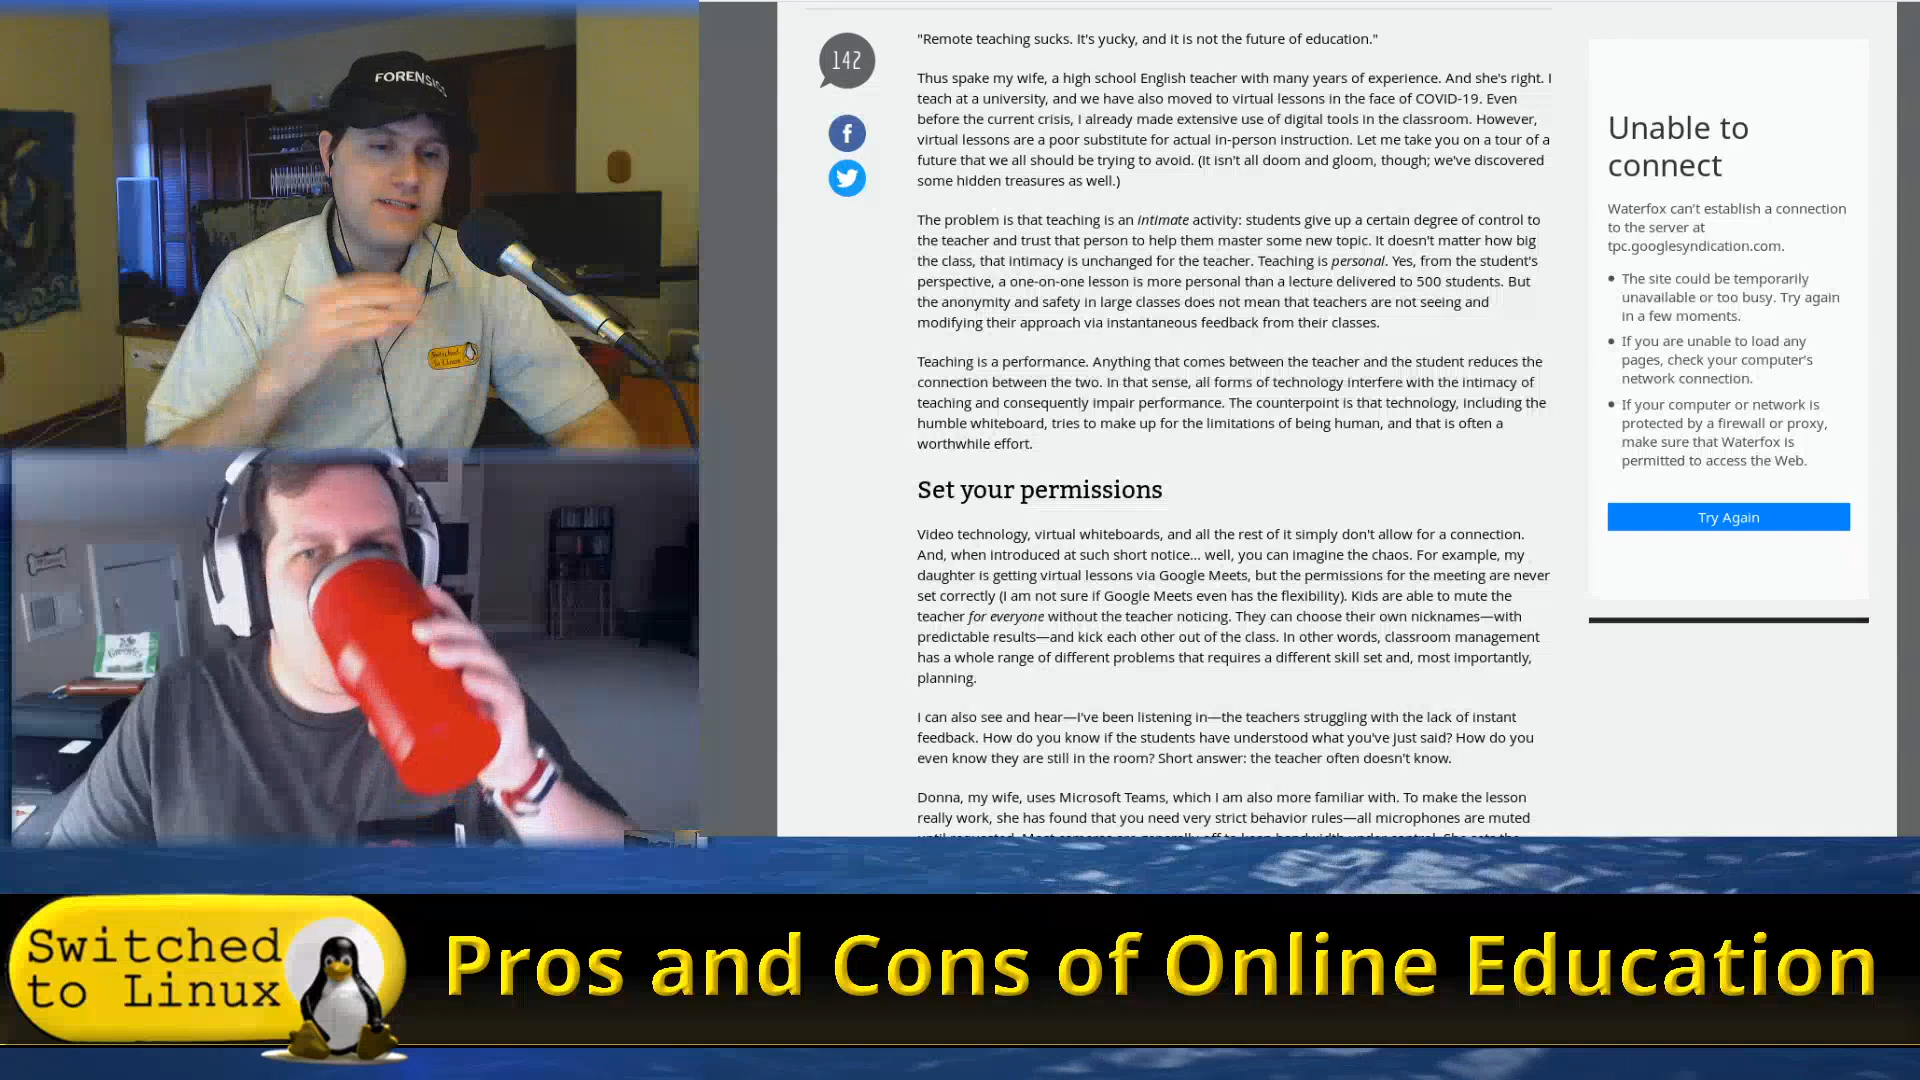 FORENSICS
Switched
to Linux
142
"Remote teaching sucks. It's yucky, and it is not the future of education."
Thus spake my wife, a high school English teacher with many years of experience. And she's right. I
teach at a university, and we have also moved to virtual lessons in the face of COVID-19. Even
before the current crisis, I already made extensive use of digital tools in the classroom. However,
virtual lessons are a poor substitute for actual in-person instruction. Let me take you on a tour of a
future that we all should be trying to avoid. (It isn't all doom and gloom, though; we've discovered
some hidden treasures as well.)
The problem is that teaching is an intimate activity: students give up a certain degree of control to
the teacher and trust that person to help them master some new topic. It doesn't matter how big
the class, that intimacy is unchanged for the teacher. Teaching is personal. Yes, from the student's
perspective, a one-on-one lesson is more personal than a lecture delivered to 500 students. But
the anonymity and safety in large classes does not mean that teachers are not seeing and
modifying their approach via instantaneous feedback from their classes.
Teaching is a performance. Anything that comes between the teacher and the student reduces the
connection between the two. In that sense, all forms of technology interfere with the intimacy of
teaching and consequently impair performance. The counterpoint is that technology, including the
humble whiteboard, tries to make up for the limitations of being human, and that is often a
worthwhile effort.
Set your permissions
Video technology, virtual whiteboards, and all the rest of it simply don't allow for a connection.
And, when introduced at such short notice... well, you can imagine the chaos. For example, my
daughter is getting virtual lessons via Google Meets, but the permissions for the meeting are never
set correctly (I am not sure if Google Meets even has the flexibility). Kids are able to mute the
teacher for everyone without the teacher noticing. They can choose their own nicknames—with
predictable results—and kick each other out of the class. In other words, classroom management
has a whole range of different problems that requires a different skill set and, most importantly,
planning.
I can also see and hear—I've been listening in—the teachers struggling with the lack of instant
feedback. How do you know if the students have understood what you've just said? How do you
even know they are still in the room? Short answer: the teacher often doesn't know.
Donna, my wife, uses Microsoft Teams, which I am also more familiar with. To make the lesson
really work, she has found that you need very strict behavior rules—all microphones are muted
Unable to
connect
Waterfox can't establish a connection
to the server at
tpc.googlesyndication.com.
• The site could be temporarily
unavailable or too busy. Try again
in a few moments.
• If you are unable to load any
pages, check your computer's
network connection.
• If your computer or network is
protected by a firewall or proxy,
make sure that Waterfox is
permitted to access the Web.
Try Again
Switched
to Linux
Pros and Cons of Online Education